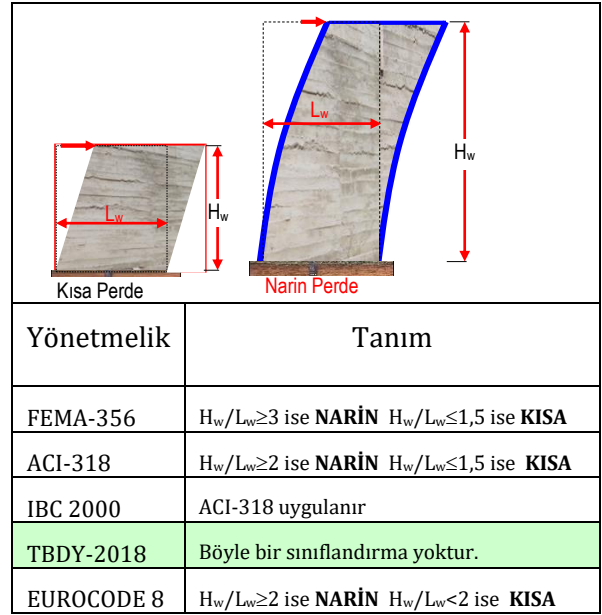 Lw
Hw
Lw
Hw
Kısa Perde
Narin Perde
Yönetmelik Tanım
FEMA-356 Hw/Lw≥3 ise NARİN Hw/Lw≤1,5 ise KISA
ACI-318 Hw/Lw≥2 ise NARİN Hw/Lw≤1,5 ise KISA
IBC 2000 ACI-318 uygulanır
TBDY-2018 Böyle bir sınıflandırma yoktur.
EUROCODE 8 Hw/Lw≥2 ise NARİN Hw/Lw<2 ise KISA